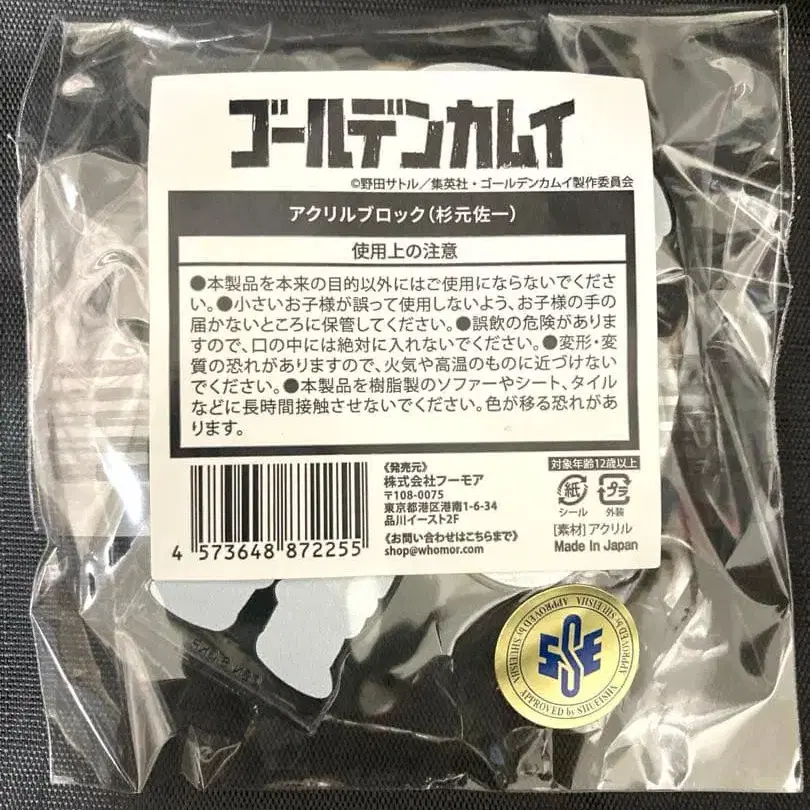 ゴールデンカムイ
©野田サトル／集英社・ゴールデンカムイ製作委員会
アクリルブロック（杉元佐一）
使用上の注意
●本製品を本来の目的以外にはご使用にならないでくださ
い。●小さいお子様が誤って使用しないよう、お子様の手の
届かないところに保管してください。●誤飲の危険がありま
すので、口の中には絶対に入れないでください。●変形・変
質の恐れがありますので、火気や高温のものに近づけない
でください。●本製品を樹脂製のソファーやシート、タイル
などに長時間接触させないでください。色が移る恐れがあ
ります。
4 573648 872255
《発売元》
株式会社フーモア
〒108-0075
東京都港区港南1-6-34
品川イースト2F
《お問い合わせはこちらまで》
shop@whomor.com
対象年齢12歳以上
紙 プラ
シール 外装
[素材] アクリル
Made In Japan
APPROVED by SHUEISHA
APPROVED by SHUEISHA
APPROVED by SHUEISHA